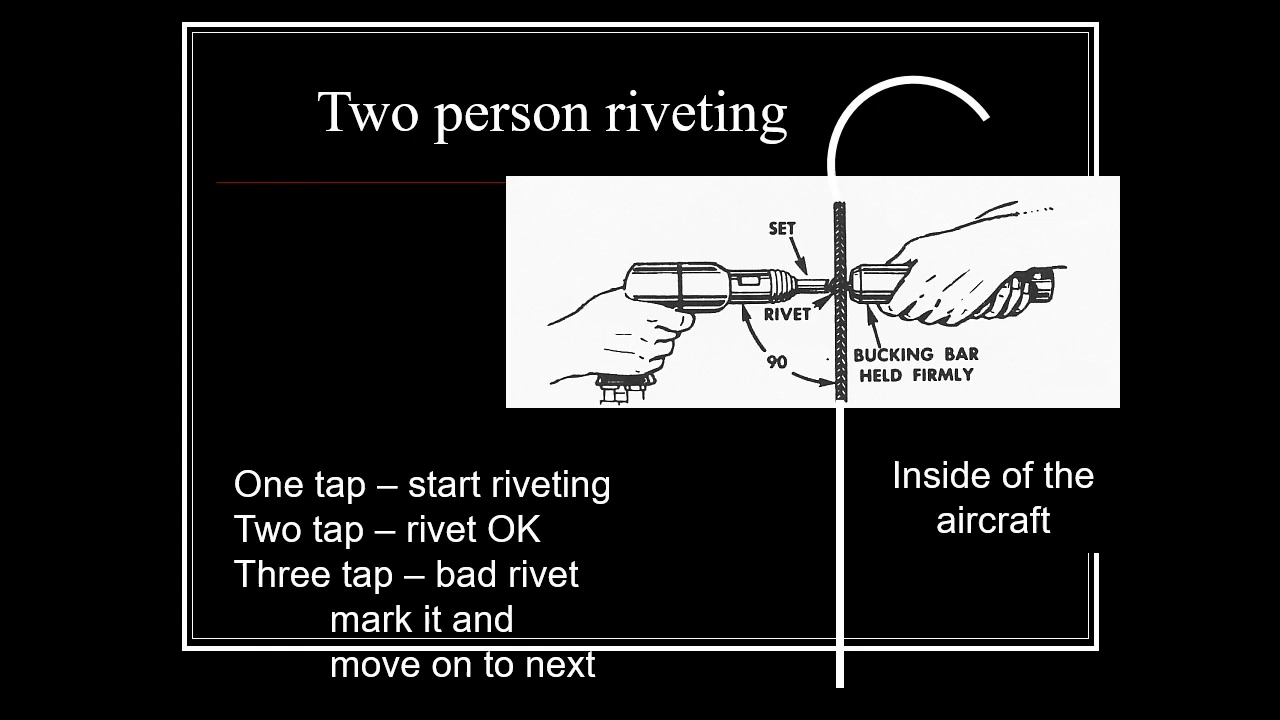 Two person riveting
SET
RIVET
90
BUCKING BAR
HELD FIRMLY
One tap – start riveting
Two tap – rivet OK
Three tap – bad rivet
mark it and
move on to next
Inside of the
aircraft